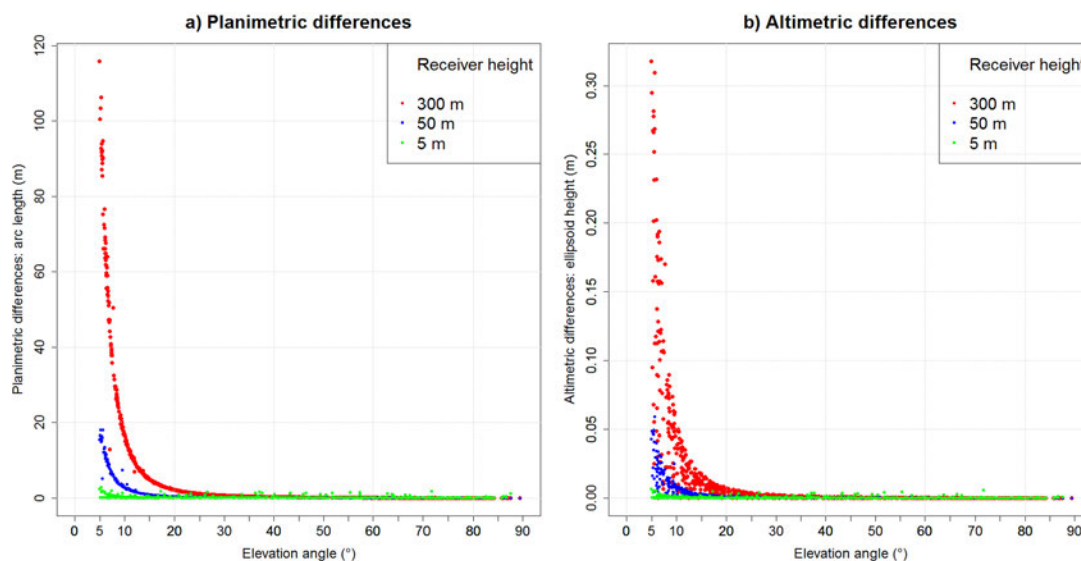 a) Planimetric differences
Planimetric differences: arc length (m)
120
100
80
60
40
20
0
Receiver height
300 m
50 m
5 m
0 5 10 20 30 40 50 60 70 80 90
Elevation angle (°)
b) Altimetric differences
Altimetric differences: ellipsoid height (m)
0.30
0.25
0.20
0.15
0.10
0.05
0.00
Receiver height
300 m
50 m
5 m
0 5 10 20 30 40 50 60 70 80 90
Elevation angle (°)